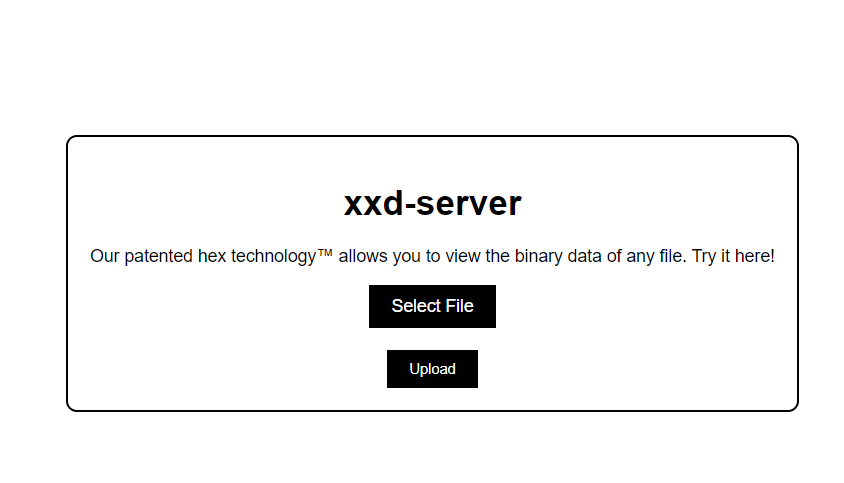 xxd-server
Our patented hex technology™ allows you to view the binary data of any file. Try it here!
Select File
Upload